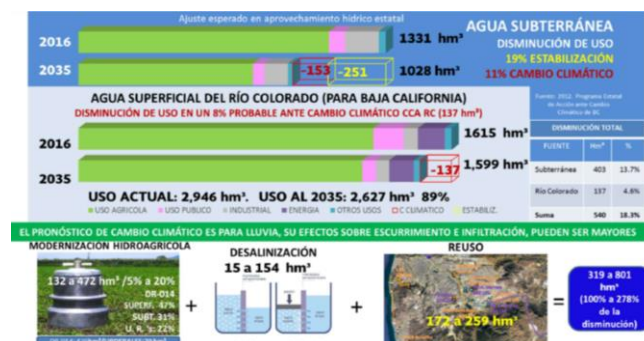 Ajuste esperado en aprovechamiento hídrico estatal
AGUA SUBTERRÁNEA
DISMINUCIÓN DE USO
19% ESTABILIZACIÓN
11% CAMBIO CLIMÁTICO
2016
1331 hm³
2035
-153
-251
1028 hm³
AGUA SUPERFICIAL DEL RÍO COLORADO (PARA BAJA CALIFORNIA)
DISMINUCIÓN DE USO EN UN 8% PROBABLE ANTE CAMBIO CLIMÁTICO CCA RC (137 hm³)
Fuente: 2012. Programa Estatal
de Acción ante Cambio
Climático de BC
2016
1615 hm³
2035
-137
1,599 hm³
DISMINUCIÓN TOTAL
FUENTE Hm³ %
Subterránea 403 13.7%
Río Colorado 137 4.6%
Suma 540 18.3%
USO ACTUAL: 2,946 hm³. USO AL 2035: 2,627 hm³ 89%
USO AGRICOLA USO PUBLICO INDUSTRIAL ENERGIA OTROS USOS C CLIMATICO ESTABILIZ.
EL PRONÓSTICO DE CAMBIO CLIMÁTICO ES PARA LLUVIA, SU EFECTOS SOBRE ESCURRIMIENTO E INFILTRACIÓN, PUEDEN SER MAYORES
MODERNIZACIÓN HIDROAGRÍCOLA
132 a 472 hm³ /5% a 20%
DR-014
SUPERF. 47%
SUBT. 31%
U. R. 's: 22%
+
DESALINIZACIÓN
15 a 154 hm³
+
REUSO
172 a 259 hm³
=
319 a 801
hm³
(100% a 278%
de la
disminución)